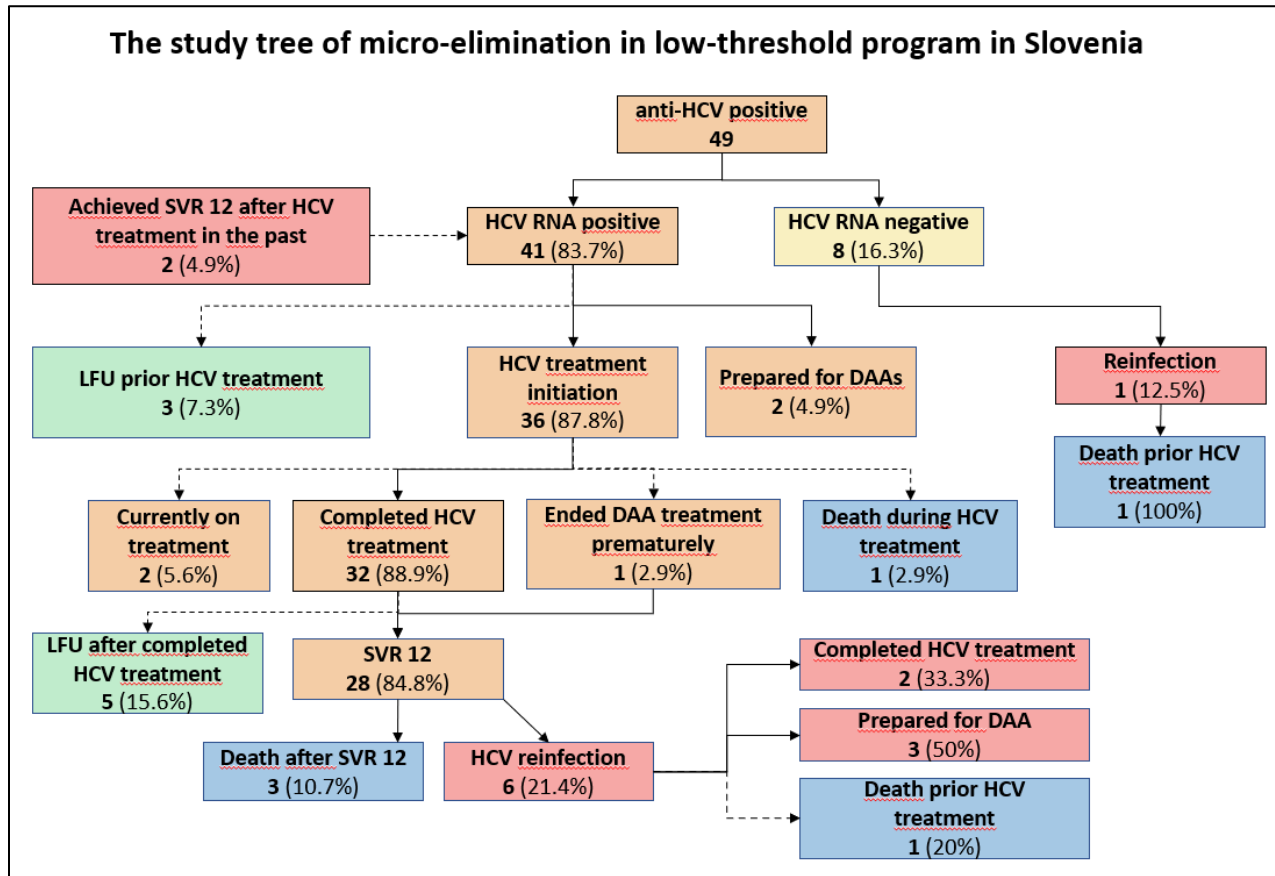 The study tree of micro-elimination in low-threshold program in Slovenia
anti-HCV positive
49
Achieved SVR 12 after HCV
treatment in the past
2 (4.9%)
HCV RNA positive
41 (83.7%)
HCV RNA negative
8 (16.3%)
LFU prior HCV treatment
3 (7.3%)
HCV treatment
initiation
36 (87.8%)
Prepared for DAAs
2 (4.9%)
Reinfection
1 (12.5%)
Death prior HCV
treatment
1 (100%)
Currently on
treatment
2 (5.6%)
Completed HCV
treatment
32 (88.9%)
Ended DAA treatment
prematurely
1 (2.9%)
Death during HCV
treatment
1 (2.9%)
LFU after completed
HCV treatment
5 (15.6%)
SVR 12
28 (84.8%)
Completed HCV treatment
2 (33.3%)
Prepared for DAA
3 (50%)
Death after SVR 12
3 (10.7%)
HCV reinfection
6 (21.4%)
Death prior HCV
treatment
1 (20%)